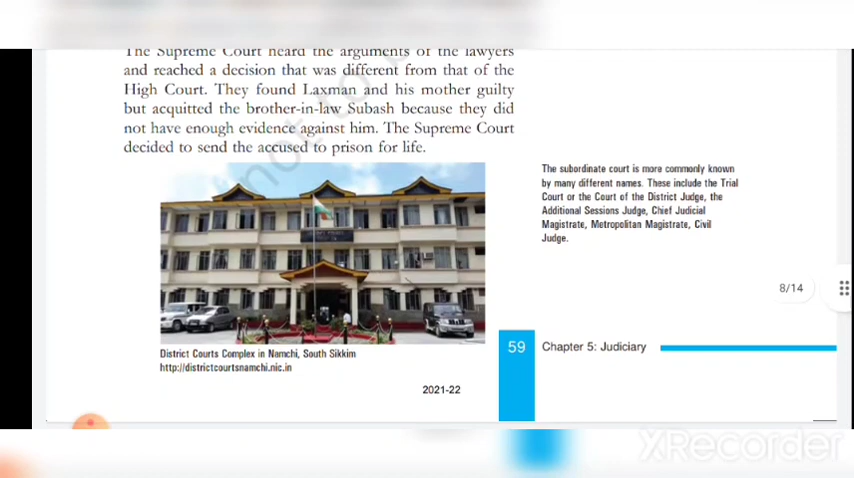 The Supreme Court heard the arguments of the lawyers
and reached a decision that was different from that of the
High Court. They found Laxman and his mother guilty
but acquitted the brother-in-law Subash because they did
not have enough evidence against him. The Supreme Court
decided to send the accused to prison for life.
The subordinate court is more commonly known
by many different names. These include the Trial
Court or the Court of the District Judge, the
Additional Sessions Judge, Chief Judicial
Magistrate, Metropolitan Magistrate, Civil
Judge.
8/14
District Courts Complex in Namchi, South Sikkim
http://districtcourtsnamchi.nic.in
59 Chapter 5: Judiciary
2021-22
XRecorder